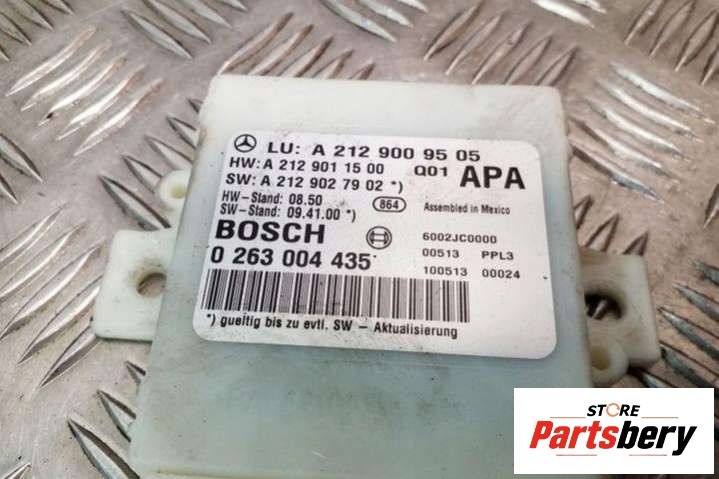 LU: A 212 900 95 05
HW: A 212 901 15 00 Q01 APA
SW: A 212 902 79 02 *)
HW-Stand: 08.50
SW-Stand: 09.41.00 *)
864 Assembled in Mexico
BOSCH
0 263 004 435
6002JC0000
00513 PPL3
100513 00024
*) gueltig bis zu evtl. SW - Aktualisierung
STORE
Partsbery